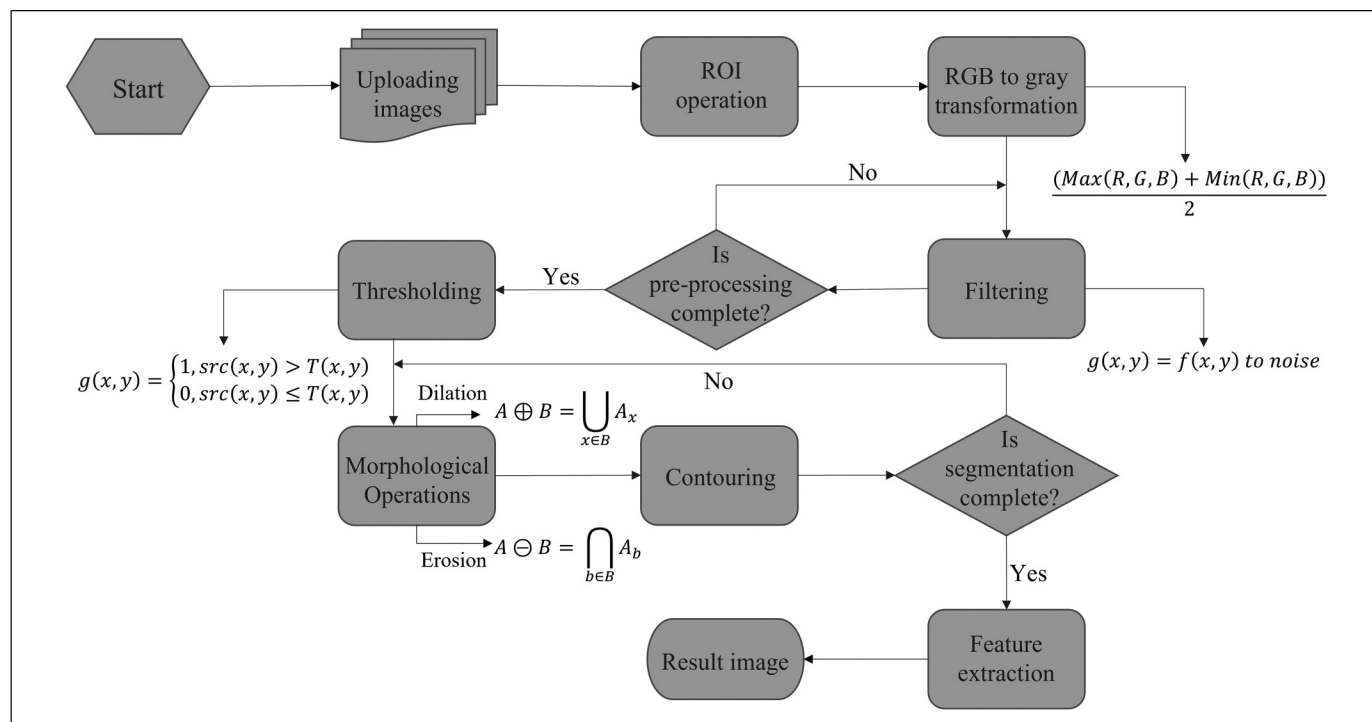 Start
Uploading
images
ROI
operation
RGB to gray
transformation
(Max(R, G, B) + Min(R, G, B))
2
No
Is
pre-processing
complete?
Yes
Thresholding
Filtering
g(x, y) = {1, src(x, y) > T(x, y)
0, src(x, y) ≤ T(x, y)
g(x, y) = f(x, y) to noise
No
Dilation
A ⊕ B = ⋃ A_x
x∈B
Morphological
Operations
Contouring
Is
segmentation
complete?
Erosion
A ⊖ B = ⋂ A_b
b∈B
Yes
Result image
Feature
extraction